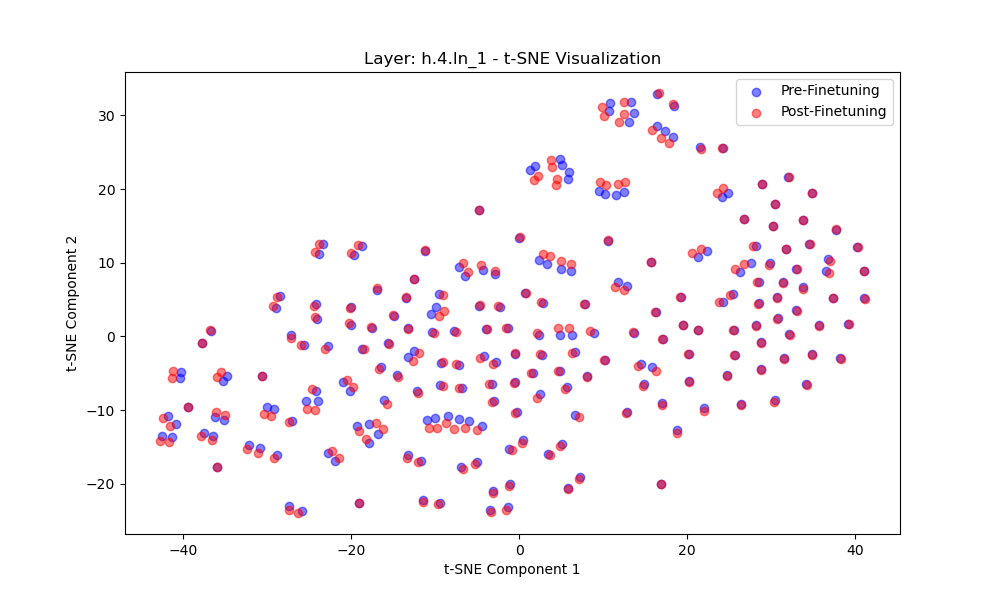 Layer: h.4.ln_1 - t-SNE Visualization
Pre-Finetuning
Post-Finetuning
t-SNE Component 2
30
20
10
0
−10
−20
−40
−20
0
20
40
t-SNE Component 1